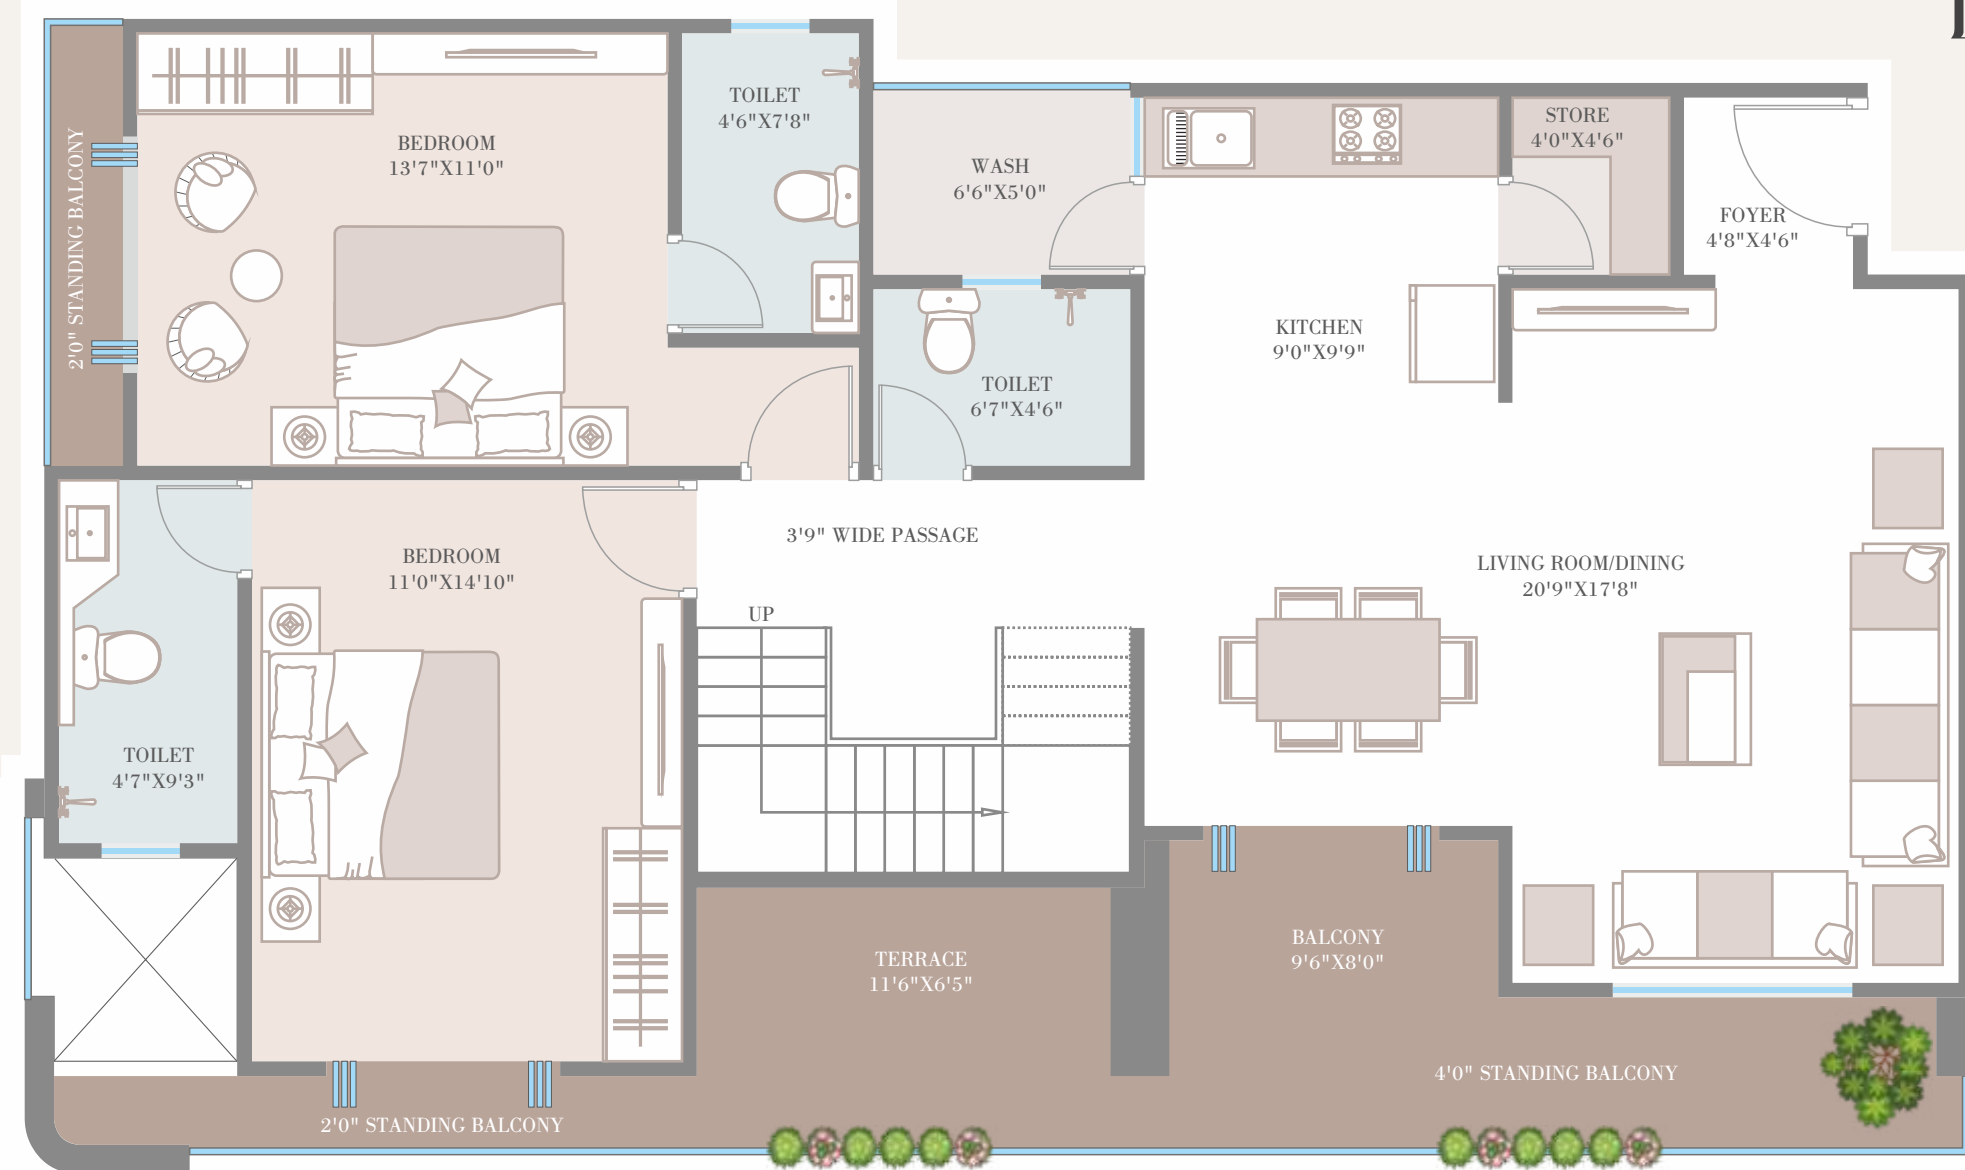 TOILET
4'6"X7'8"
BEDROOM
13'7"X11'0"
2'0" STANDING BALCONY
WASH
6'6"X5'0"
STORE
4'0"X4'6"
FOYER
4'8"X4'6"
KITCHEN
9'0"X9'9"
TOILET
6'7"X4'6"
BEDROOM
11'0"X14'10"
3'9" WIDE PASSAGE
LIVING ROOM/DINING
20'9"X17'8"
UP
TOILET
4'7"X9'3"
TERRACE
11'6"X6'5"
BALCONY
9'6"X8'0"
4'0" STANDING BALCONY
2'0" STANDING BALCONY